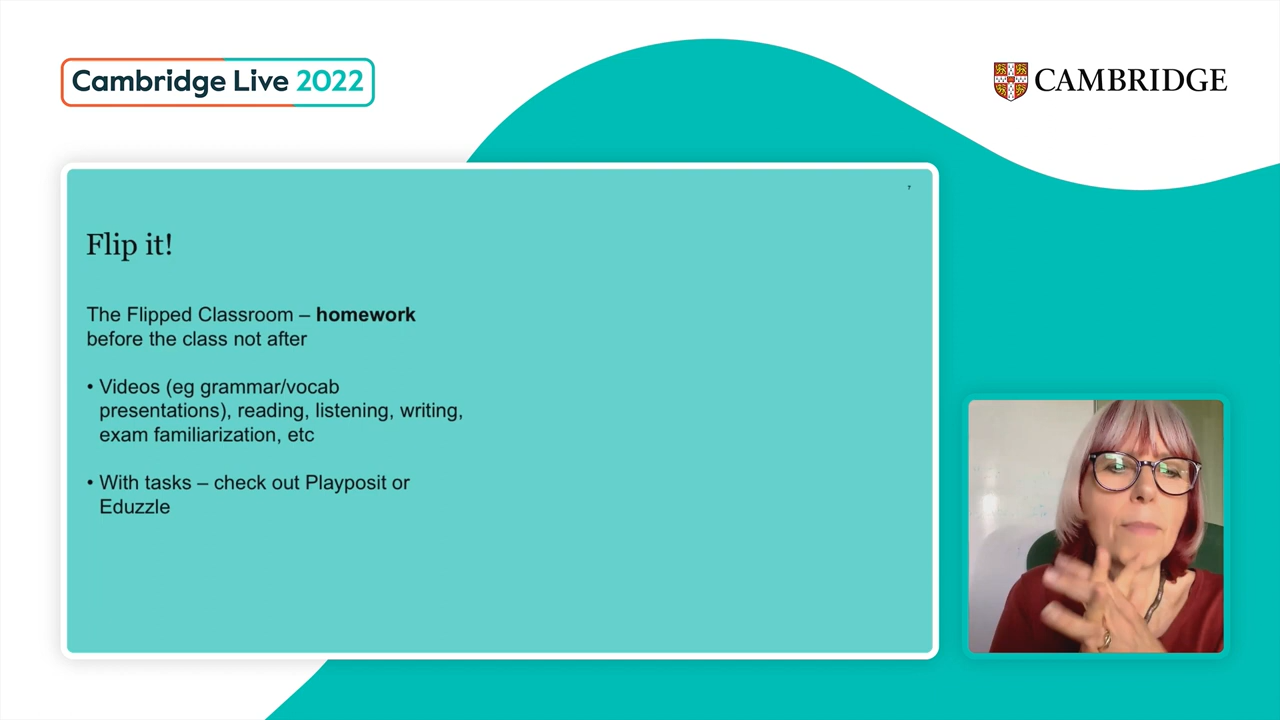 Cambridge Live 2022
CAMBRIDGE
7
Flip it!
The Flipped Classroom – homework
before the class not after
• Videos (eg grammar/vocab
presentations), reading, listening, writing,
exam familiarization, etc
• With tasks – check out Playposit or
Eduzzle